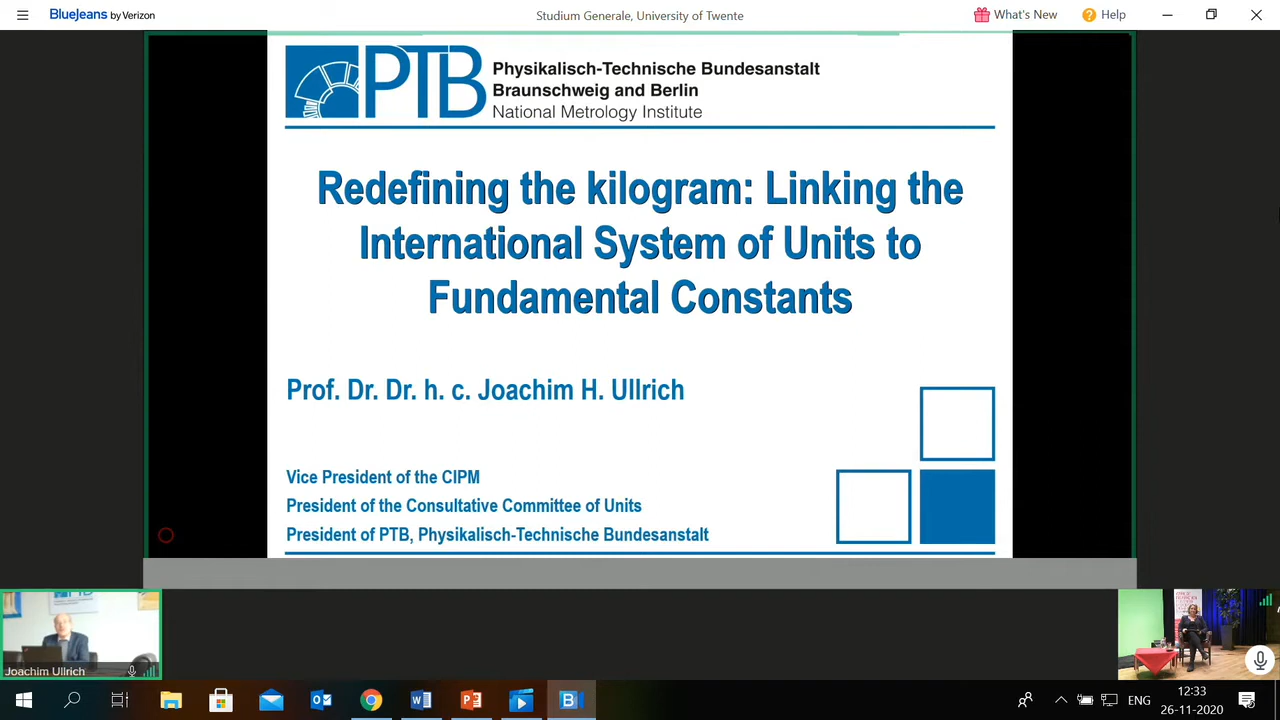 BlueJeans by Verizon
Studium Generale, University of Twente
What's New
Help
PTB
Physikalisch-Technische Bundesanstalt
Braunschweig and Berlin
National Metrology Institute
Redefining the kilogram: Linking the
International System of Units to
Fundamental Constants
Prof. Dr. Dr. h. c. Joachim H. Ullrich
Vice President of the CIPM
President of the Consultative Committee of Units
President of PTB, Physikalisch-Technische Bundesanstalt
Joachim Ullrich
ENG
12:33
26-11-2020